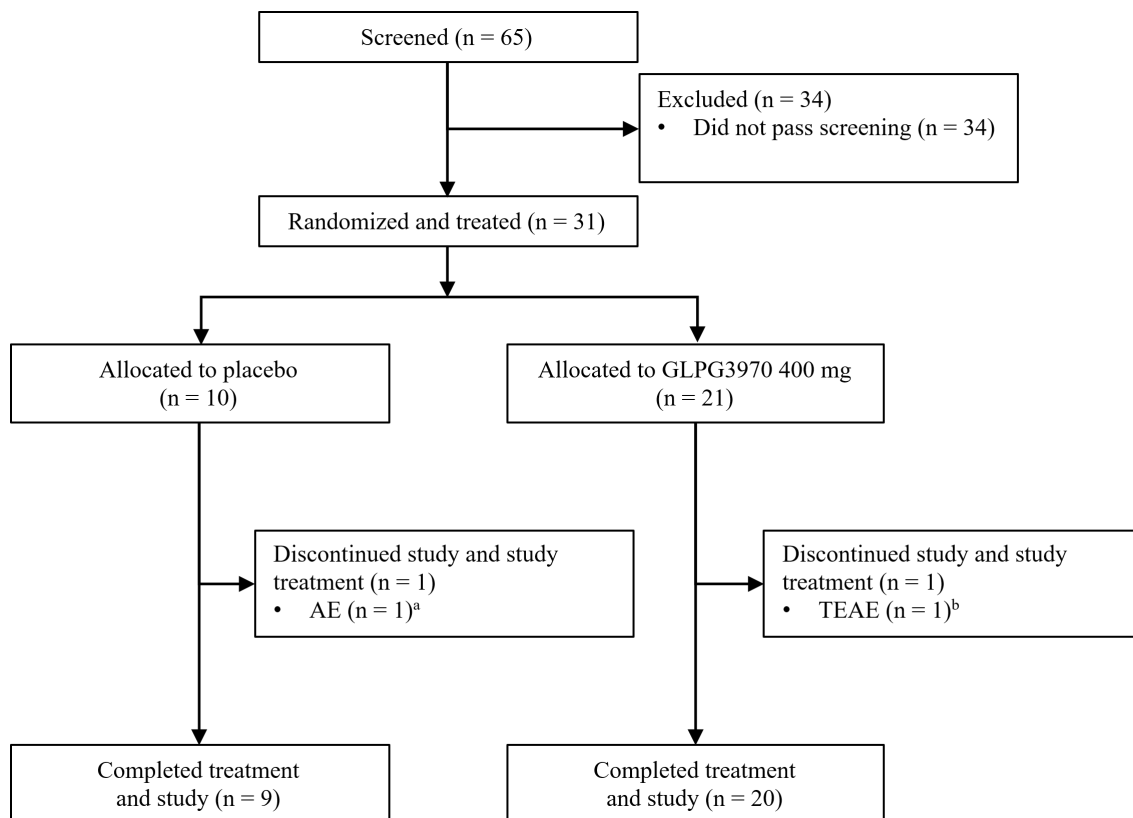 Screened (n = 65)
Excluded (n = 34)
• Did not pass screening (n = 34)
Randomized and treated (n = 31)
Allocated to placebo
(n = 10)
Allocated to GLPG3970 400 mg
(n = 21)
Discontinued study and study
treatment (n = 1)
• AE (n = 1)ᵃ
Discontinued study and study
treatment (n = 1)
• TEAE (n = 1)ᵇ
Completed treatment
and study (n = 9)
Completed treatment
and study (n = 20)